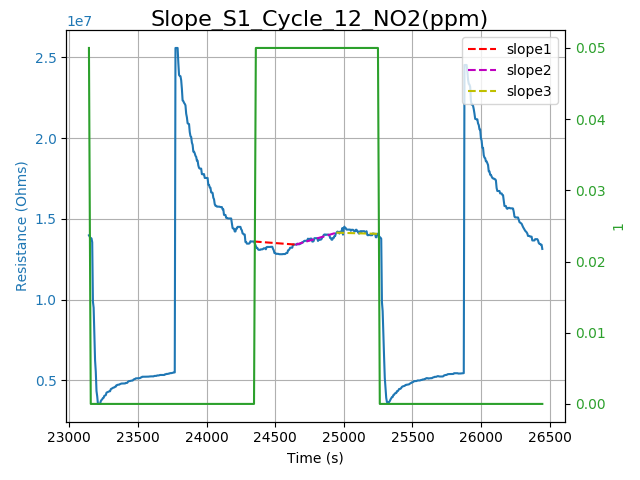 Slope_S1_Cycle_12_NO2(ppm)
1e7
slope1
slope2
slope3
2.5
2.0
1.5
1.0
0.5
Resistance (Ohms)
0.05
0.04
0.03
0.02
0.01
0.00
1
23000 23500 24000 24500 25000 25500 26000 26500
Time (s)